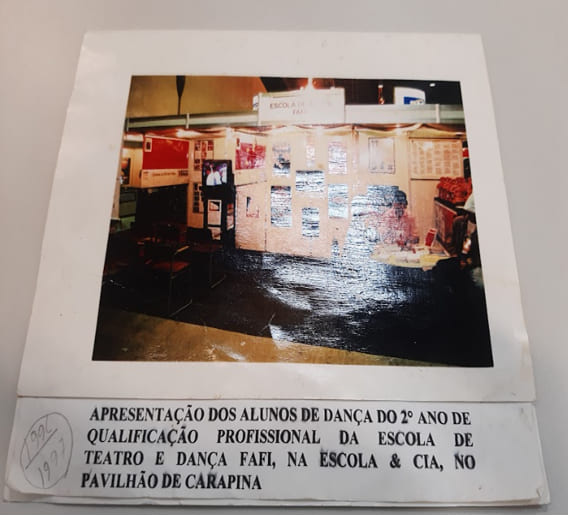 ESCOLA DE
FAFI
1996
1997
APRESENTAÇÃO DOS ALUNOS DE DANÇA DO 2º ANO DE
QUALIFICAÇÃO PROFISSIONAL DA ESCOLA DE
TEATRO E DANÇA FAFI, NA ESCOLA & CIA, NO
PAVILHÃO DE CARAPINA